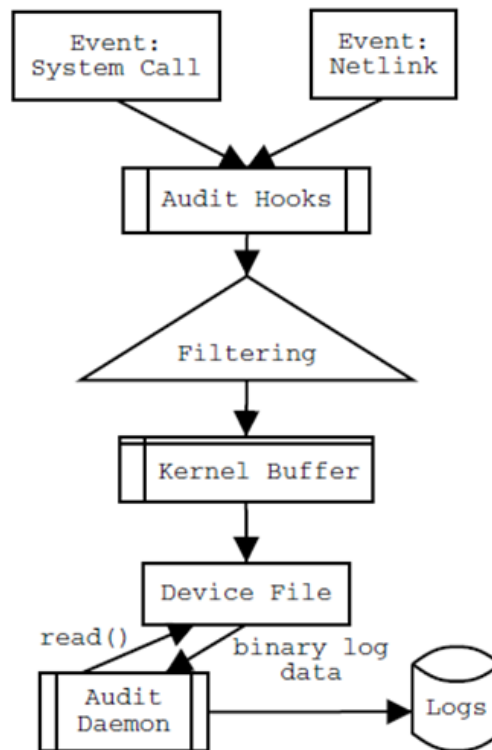 Event:
System Call
Event:
Netlink
Audit Hooks
Filtering
Kernel Buffer
Device File
read()
binary log
data
Audit
Daemon
Logs